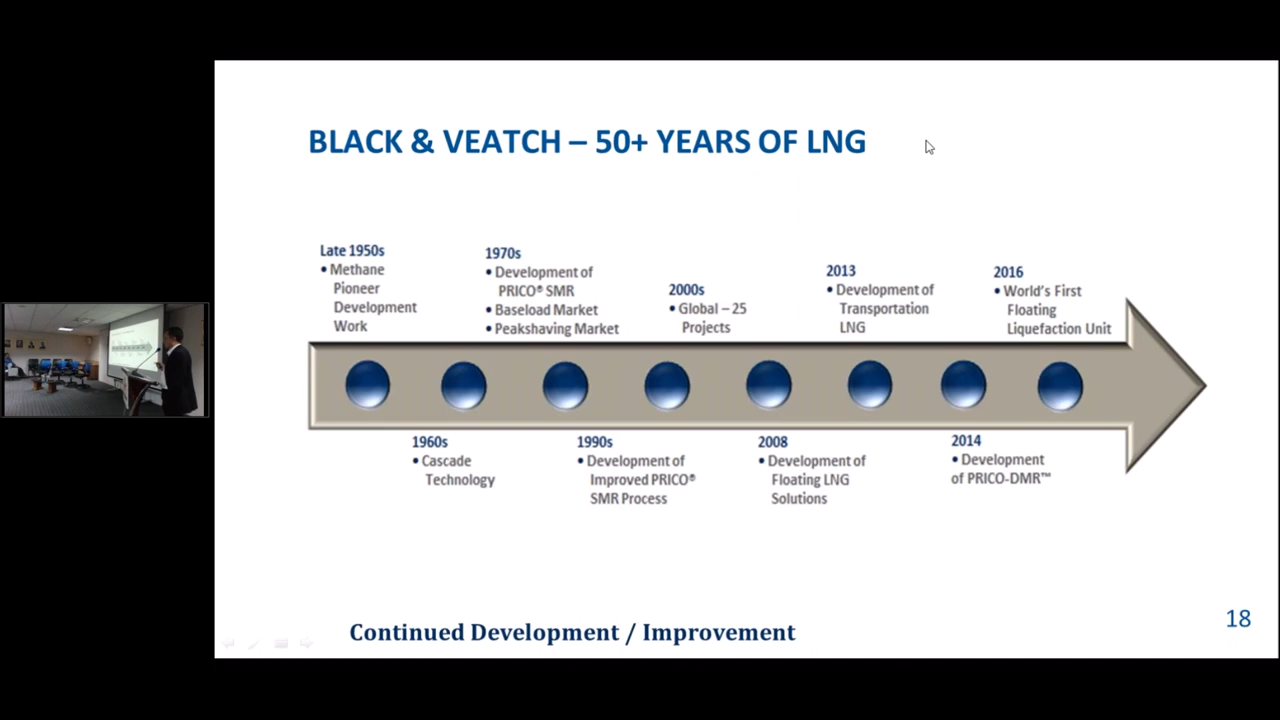 BLACK & VEATCH – 50+ YEARS OF LNG
Late 1950s
• Methane
Pioneer
Development
Work
1970s
• Development of
PRICO® SMR
• Baseload Market
• Peakshaving Market
2000s
• Global – 25
Projects
2013
• Development of
Transportation
LNG
2016
• World's First
Floating
Liquefaction Unit
1960s
• Cascade
Technology
1990s
• Development of
Improved PRICO®
SMR Process
2008
• Development of
Floating LNG
Solutions
2014
• Development
of PRICO-DMR™
Continued Development / Improvement
18